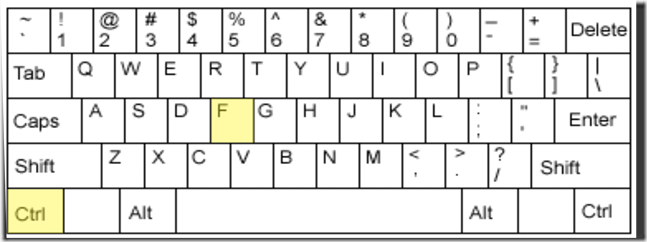 ~ ! @ # $ % ^ & * ( ) _ + Delete
` 1 2 3 4 5 6 7 8 9 0 - =
Tab Q W E R T Y U I O P { } |
[ ] \
Caps A S D F G H J K L : " Enter
; '
Shift Z X C V B N M < > ? Shift
, . /
Ctrl Alt Alt Ctrl